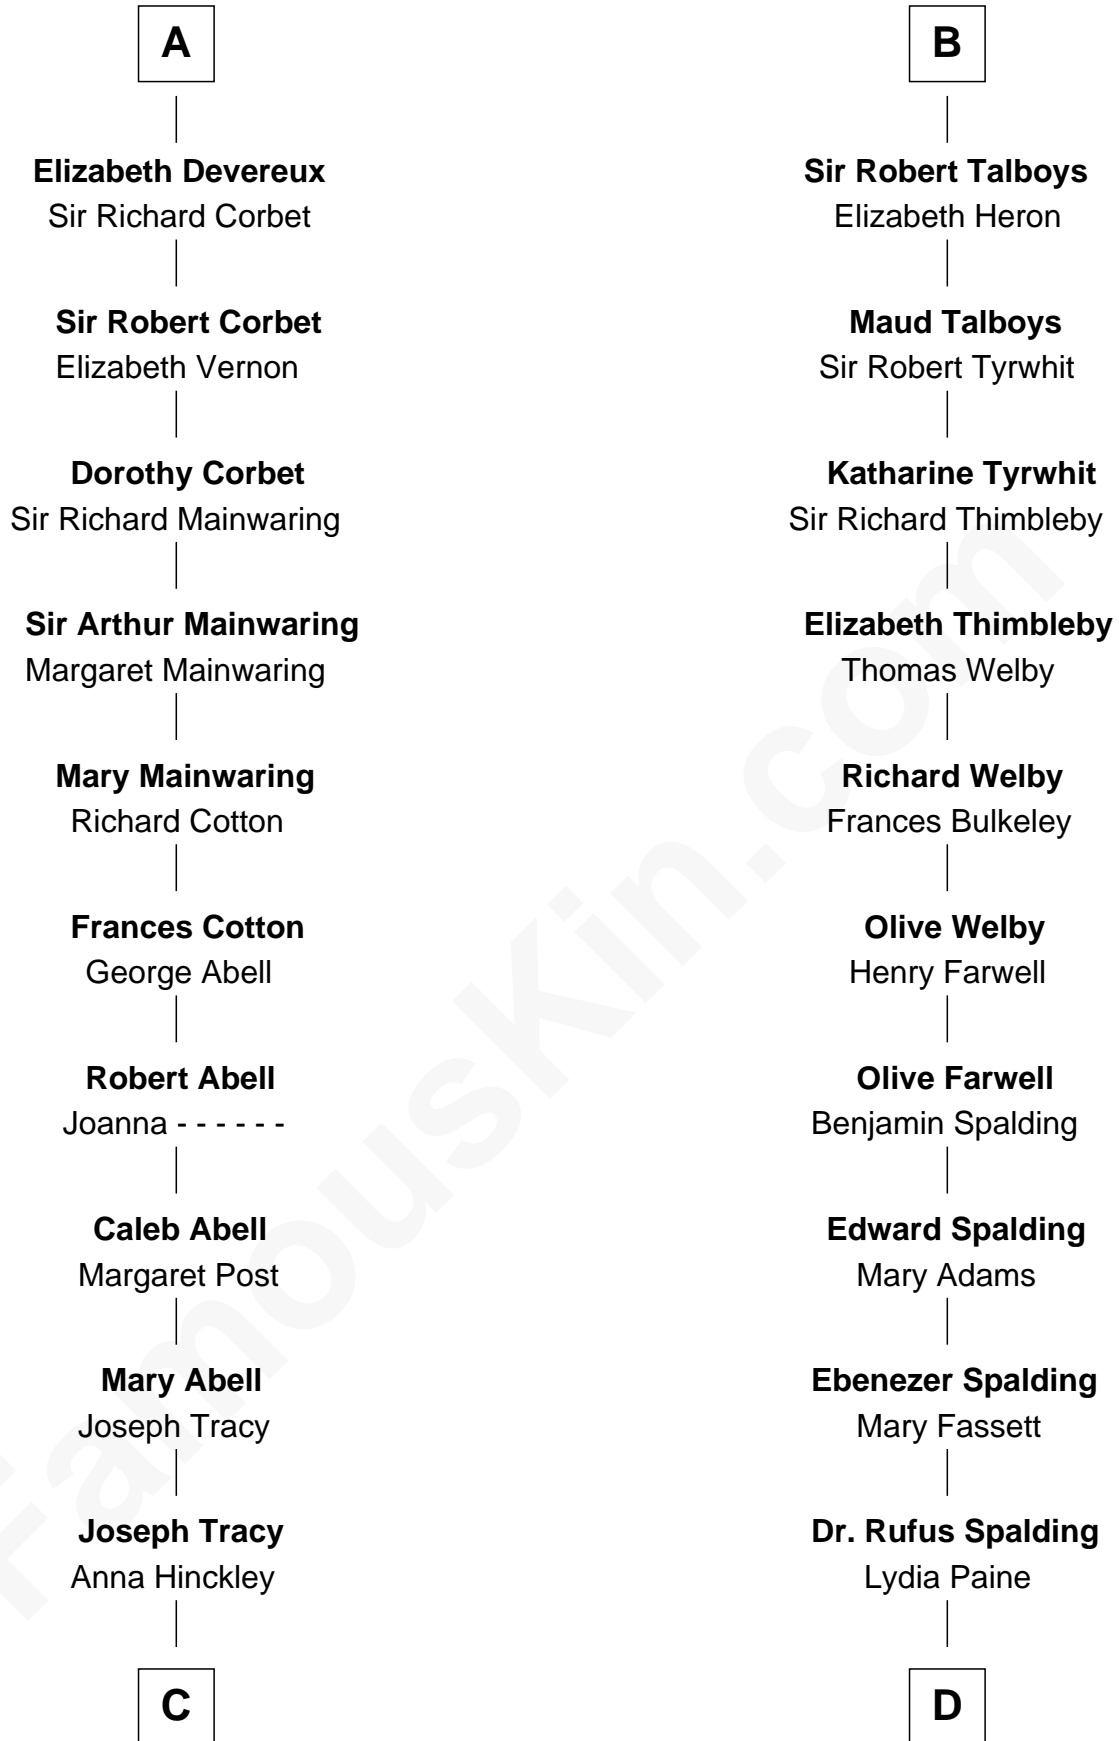 A
Elizabeth Devereux
Sir Richard Corbet
Sir Robert Corbet
Elizabeth Vernon
Dorothy Corbet
Sir Richard Mainwaring
Sir Arthur Mainwaring
Margaret Mainwaring
Mary Mainwaring
Richard Cotton
Frances Cotton
George Abell
Robert Abell
Joanna - - - - - -
Caleb Abell
Margaret Post
Mary Abell
Joseph Tracy
Joseph Tracy
Anna Hinckley
C
B
Sir Robert Talboys
Elizabeth Heron
Maud Talboys
Sir Robert Tyrwhit
Katharine Tyrwhit
Sir Richard Thimbleby
Elizabeth Thimbleby
Thomas Welby
Richard Welby
Frances Bulkeley
Olive Welby
Henry Farwell
Olive Farwell
Benjamin Spalding
Edward Spalding
Mary Adams
Ebenezer Spalding
Mary Fassett
Dr. Rufus Spalding
Lydia Paine
D
FamousKin.com